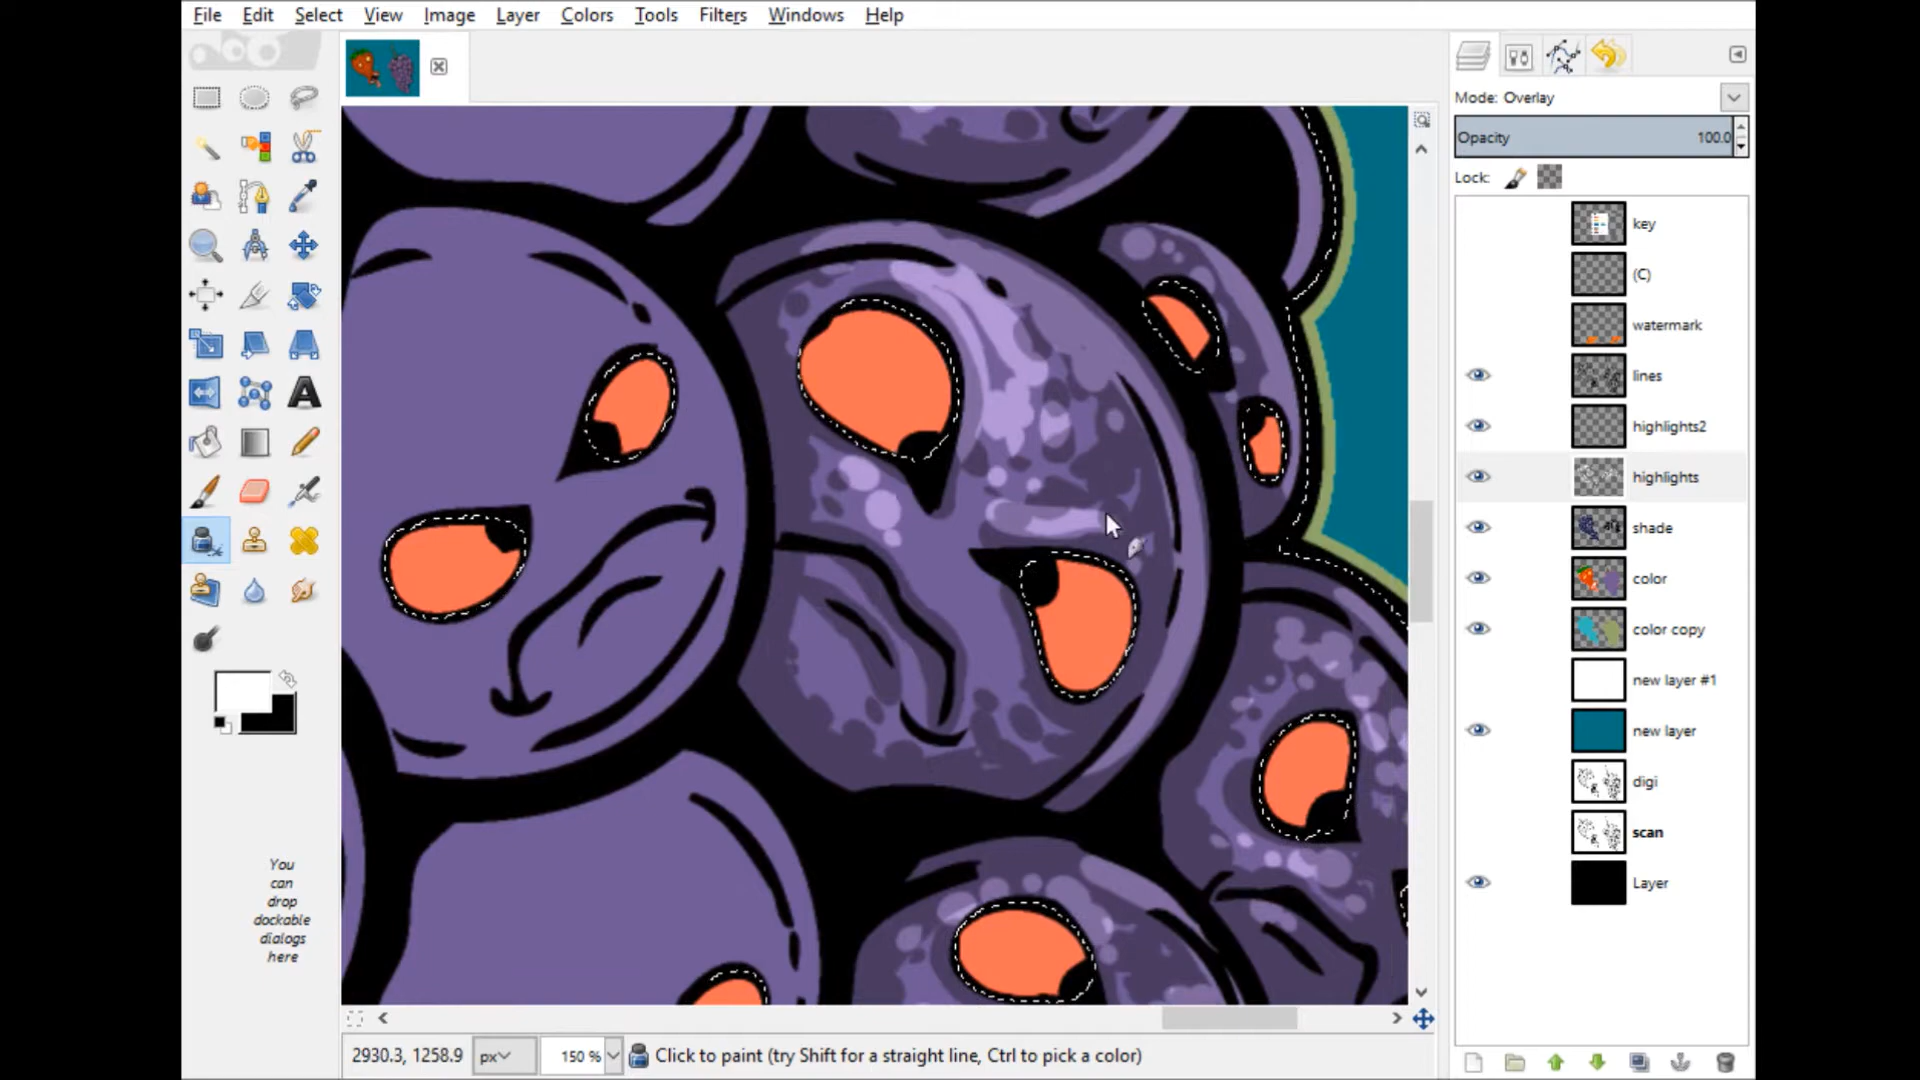 File Edit Select View Image Layer Colors Tools Filters Windows Help
Mode: Overlay
Opacity 100.0
Lock:
key
(C)
watermark
lines
highlights2
highlights
shade
color
color copy
new layer #1
new layer
digi
scan
Layer
A
You
can
drop
dockable
dialogs
here
2930.3, 1258.9 px 150 % Click to paint (try Shift for a straight line, Ctrl to pick a color)